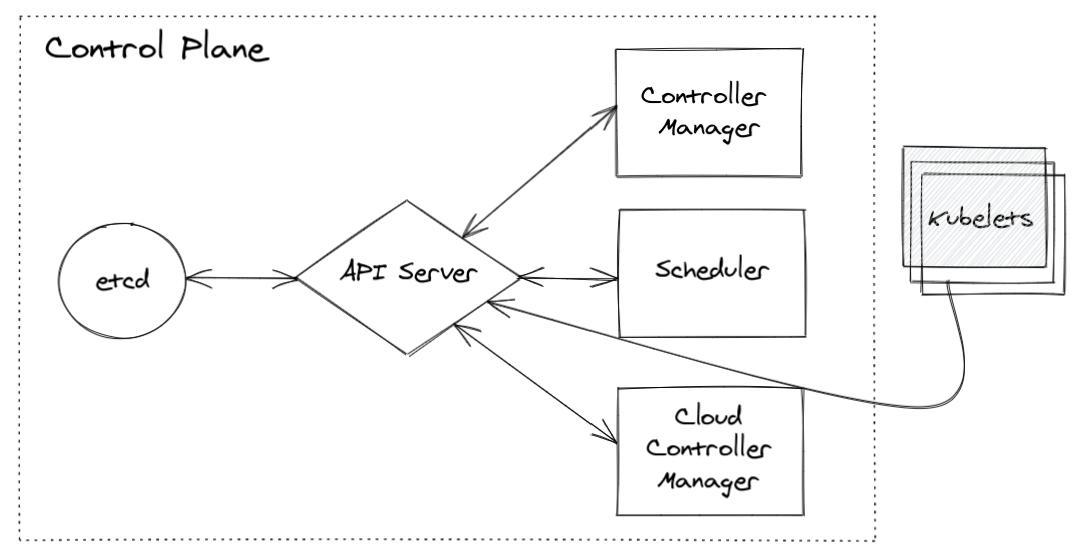 Control Plane
Controller
Manager
Kubelets
etcd
API Server
Scheduler
Cloud
Controller
Manager